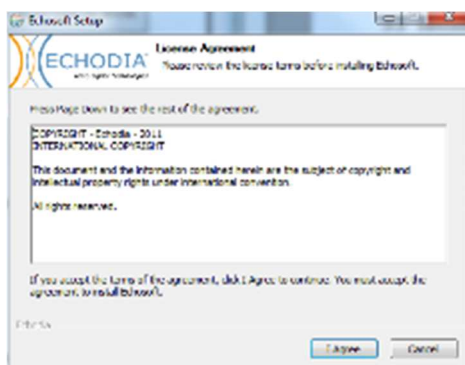 Echosoft Setup
ECHODIA
License Agreement
Please review the license terms before installing Echosoft.
Press Page Down to see the rest of the agreement.
COPYRIGHT - Echodia - 2011
INTERNATIONAL COPYRIGHT
This document and the information contained herein are the subject of copyright and
intellectual property rights under international convention.
All rights reserved.
If you accept the terms of the agreement, click I Agree to continue. You must accept the
agreement to install Echosoft.
Echodia
I Agree
Cancel